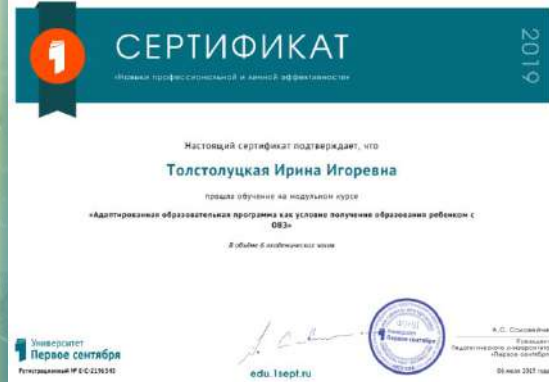 СЕРТИФИКАТ
«Навыки профессиональной и личной эффективности»
2019
Настоящий сертификат подтверждает, что
Толстолуцкая Ирина Игоревна
прошла обучение на модульном курсе
«Адаптированная образовательная программа как условие получения образования ребенком с
ОВЗ»
В объёме 6 академических часов
Университет
Первое сентября
edu.1sept.ru